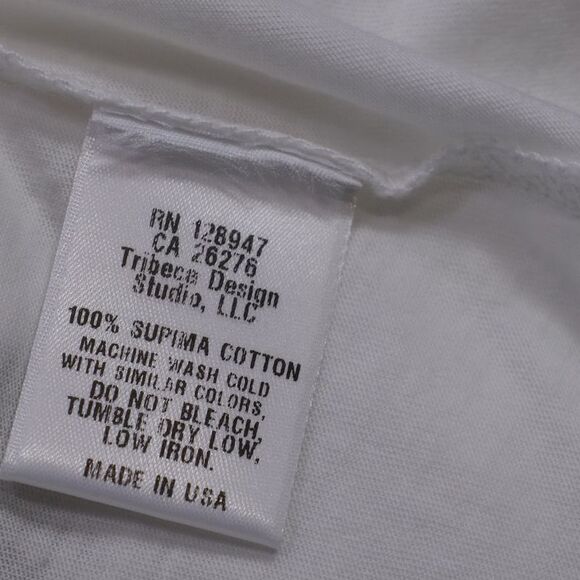 RN 128947
CA 26276
Tribeca Design
Studio, LLC
100% SUPIMA COTTON
MACHINE WASH COLD
WITH SIMILAR COLORS,
DO NOT BLEACH,
TUMBLE DRY LOW,
LOW IRON.
MADE IN USA